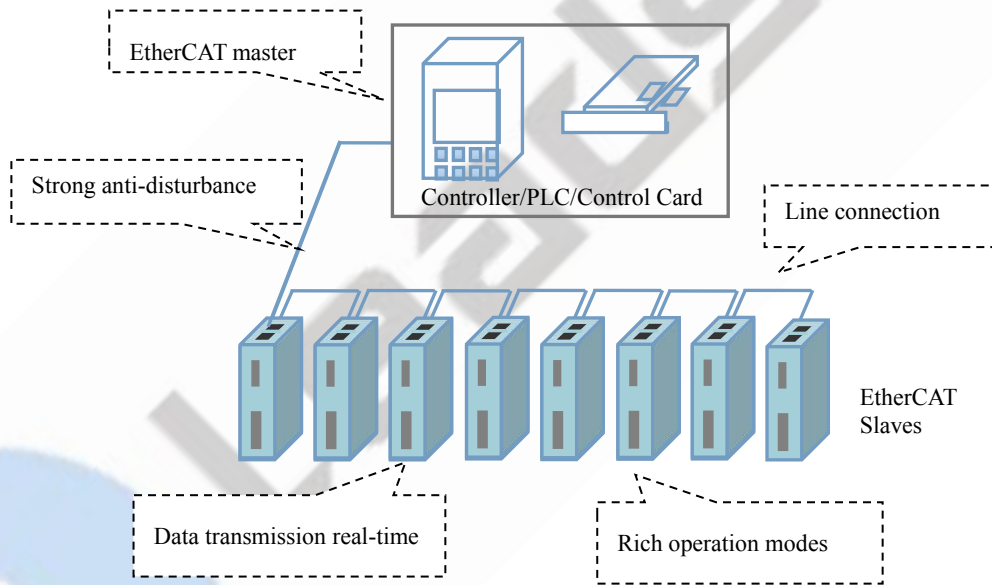 EtherCAT master
Controller/PLC/Control Card
Strong anti-disturbance
Line connection
EtherCAT
Slaves
Data transmission real-time
Rich operation modes